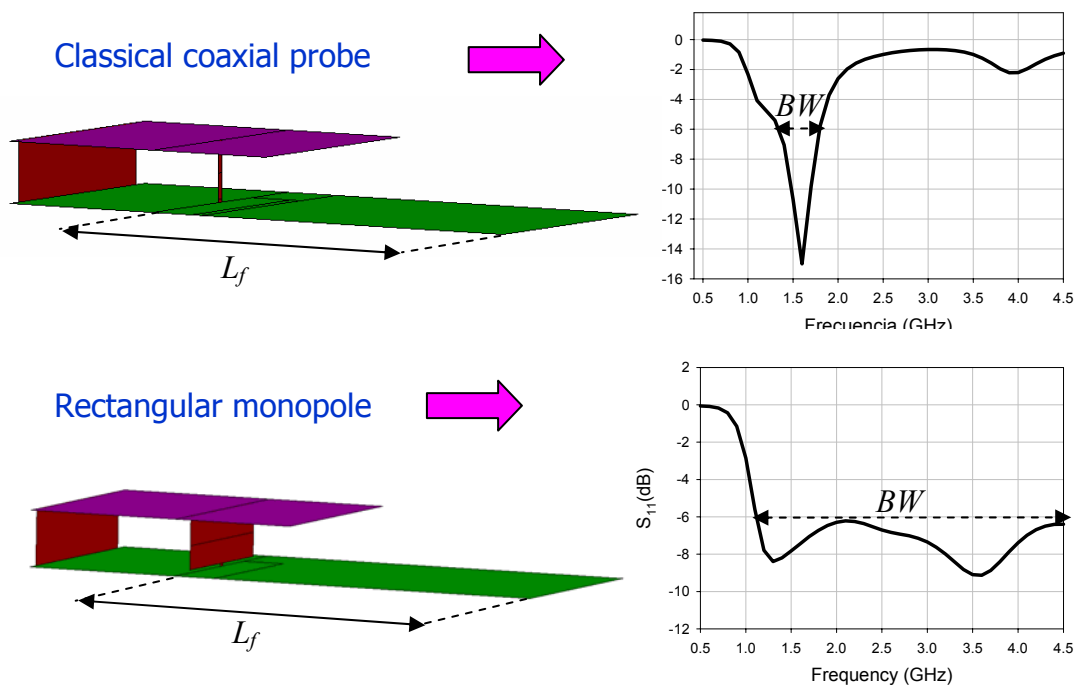 Classical coaxial probe
L_f
0
-2
-4
-6
-8
-10
-12
-14
-16
BW
0.5 1.0 1.5 2.0 2.5 3.0 3.5 4.0 4.5
Frecuencia (GHz)
Rectangular monopole
L_f
S11(dB)
2
0
-2
-4
-6
-8
-10
-12
BW
0.5 1.0 1.5 2.0 2.5 3.0 3.5 4.0 4.5
Frequency (GHz)